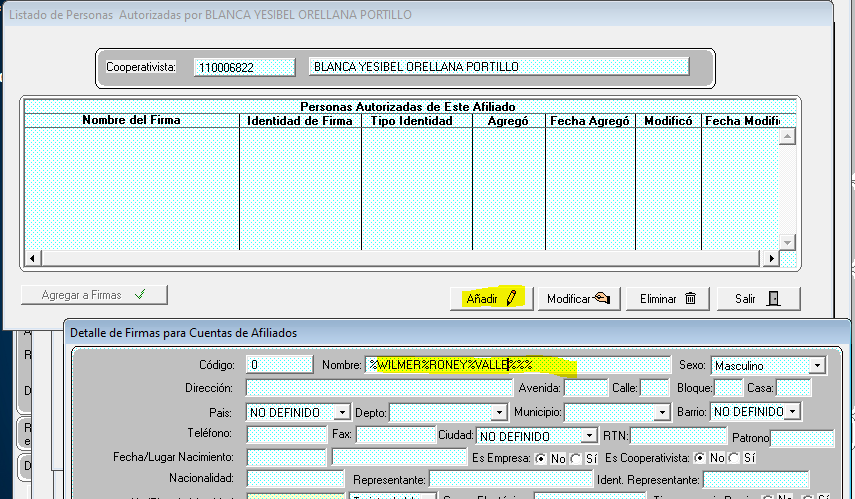 Listado de Personas Autorizadas por BLANCA YESIBEL ORELLANA PORTILLO
Cooperativista: 110006822 BLANCA YESIBEL ORELLANA PORTILLO
Personas Autorizadas de Este Afiliado
Nombre del Firma Identidad de Firma Tipo Identidad Agregó Fecha Agregó Modificó Fecha Modifi
Agregar a Firmas Añadir Modificar Eliminar Salir
Detalle de Firmas para Cuentas de Afiliados
Código: 0 Nombre: %WILMER%RONEY%VALLE%%% Sexo: Masculino
Dirección: Avenida: Calle: Bloque: Casa:
Pais: NO DEFINIDO Depto: Municipio: Barrio: NO DEFINIDO
Teléfono: Fax: Ciudad: NO DEFINIDO RTN: Patrono
Fecha/Lugar Nacimiento: Es Empresa: No Sí Es Cooperativista: No Sí
Nacionalidad: Representante: Ident. Representante: